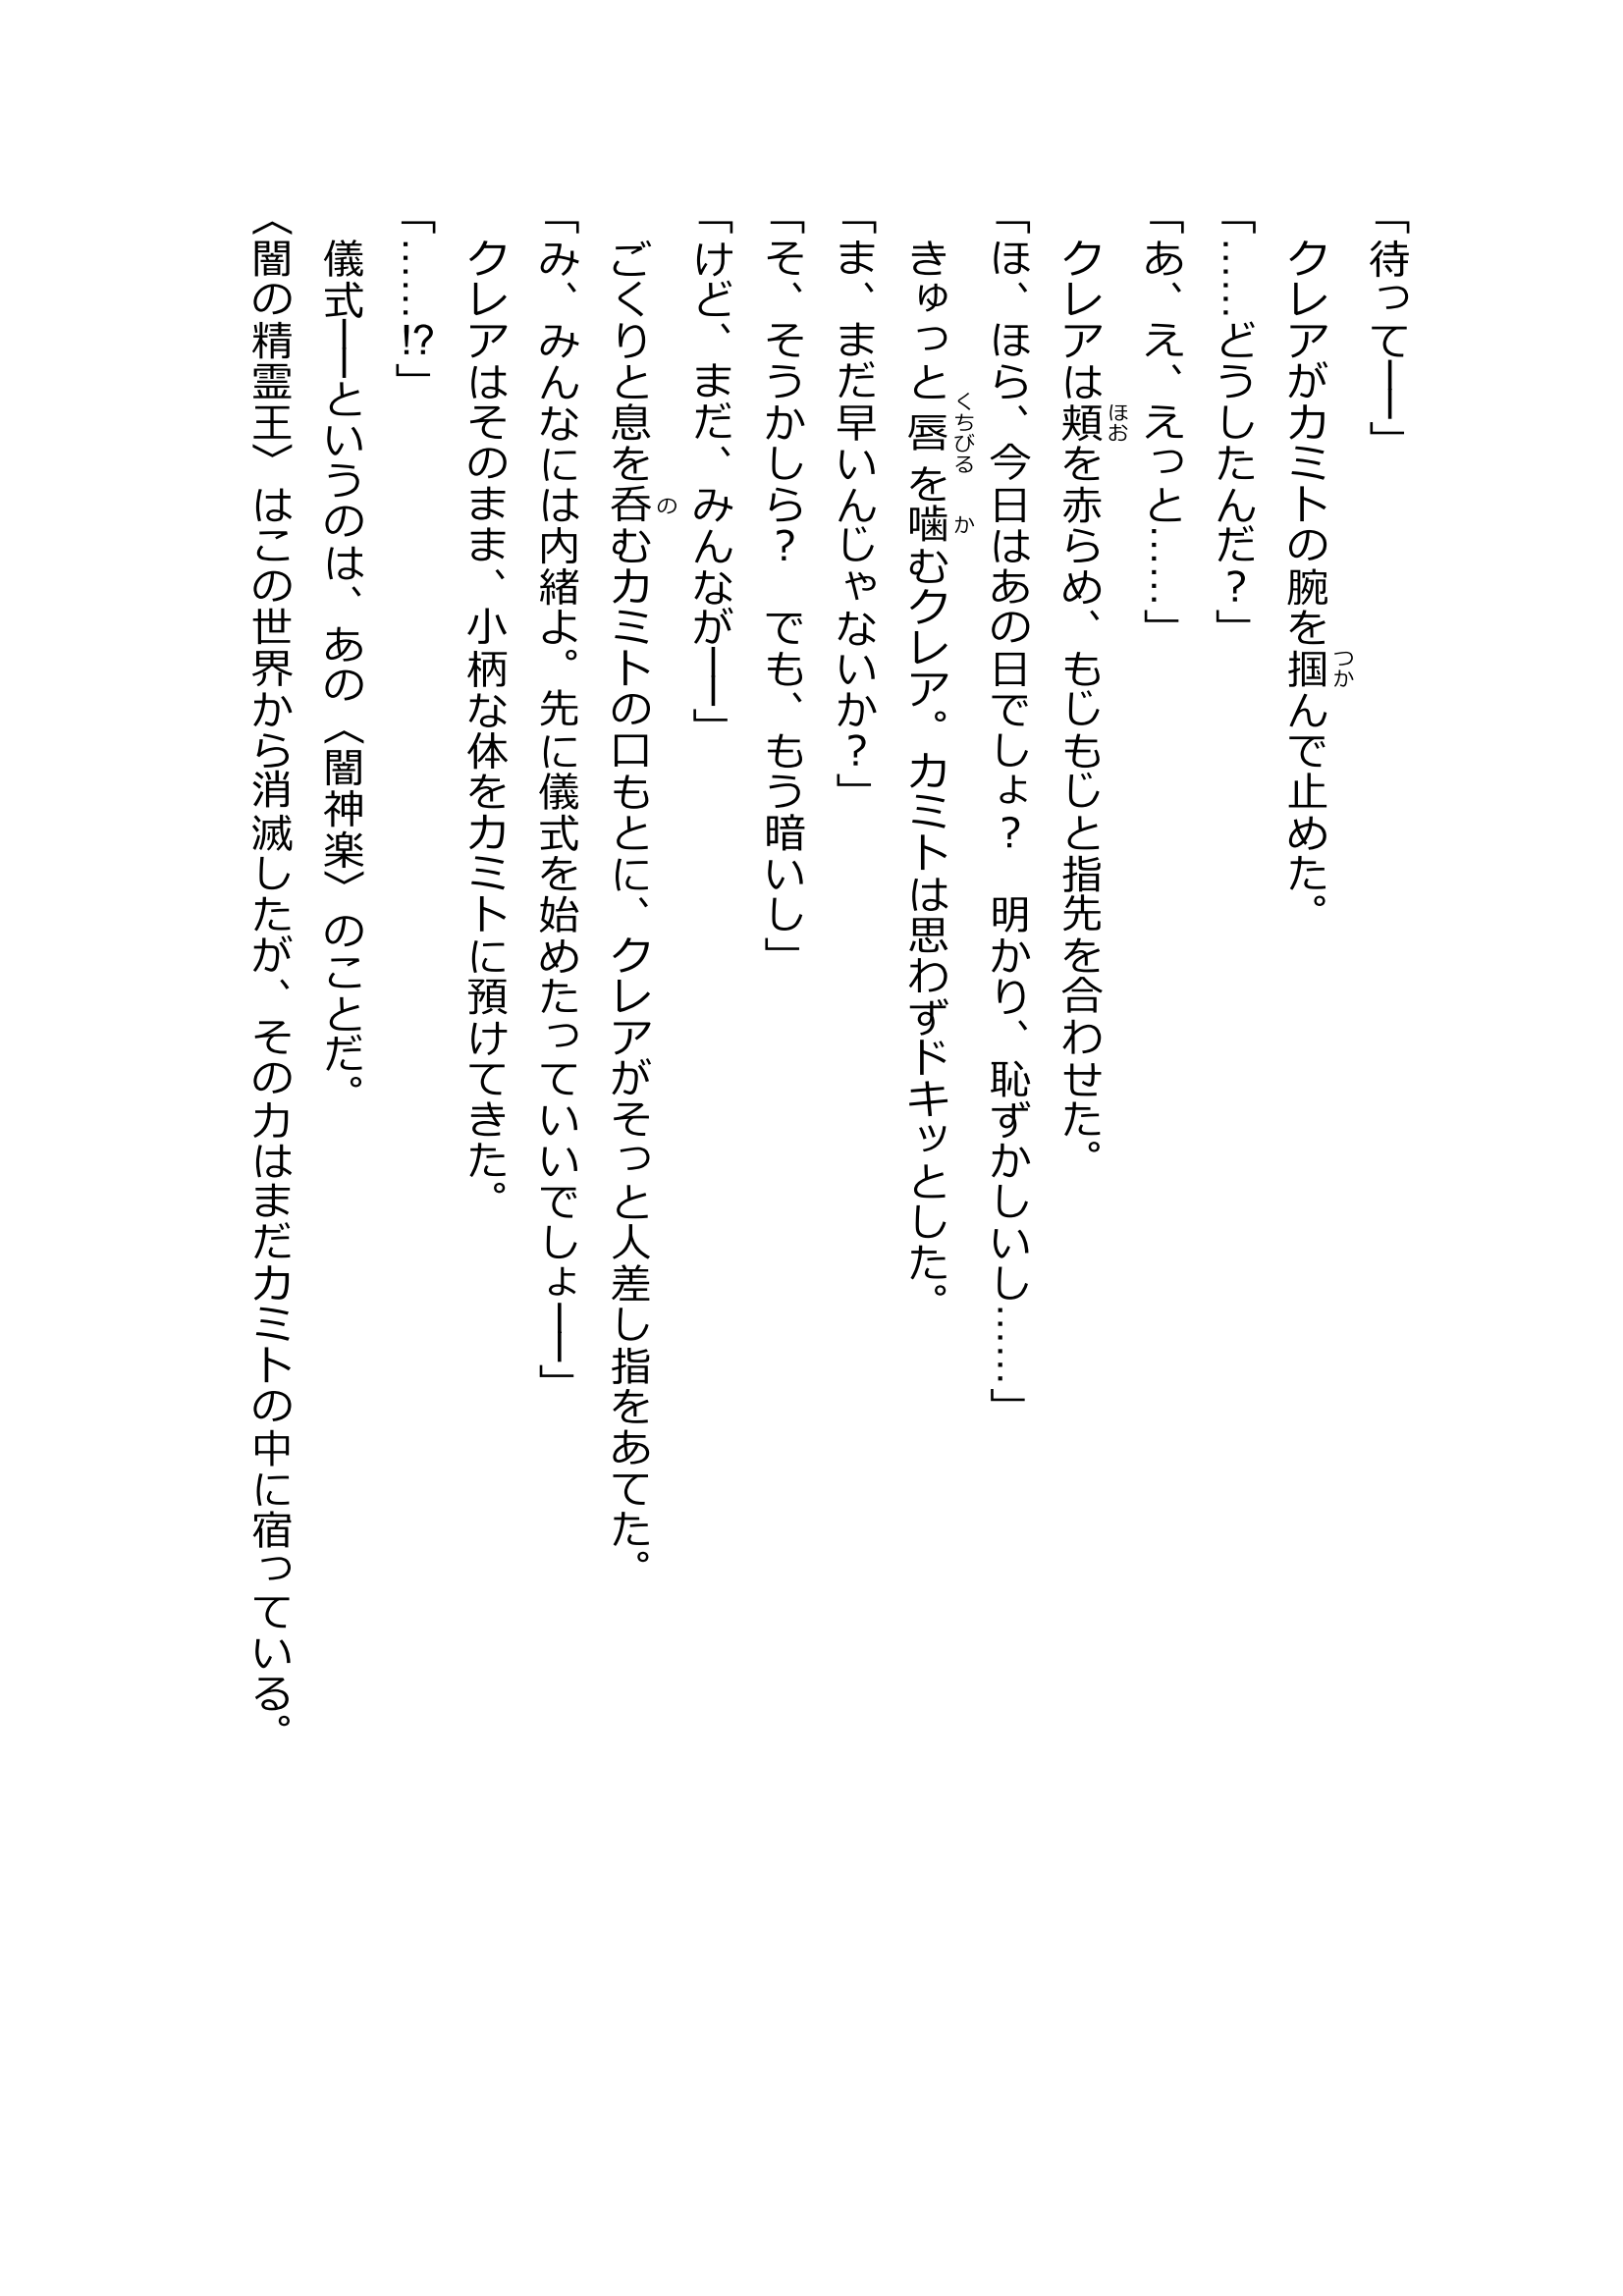 「待って――」
　クレアがカミトの腕を掴んで止めた。
「……どうしたんだ？」
「あ、え、えっと……」
　クレアは頬を赤らめ、もじもじと指先を合わせた。
「ほ、ほら、今日はあの日でしょ？　明かり、恥ずかしいし……」
　きゅっと唇を噛むクレア。カミトは思わずドキッとした。
「ま、まだ早いんじゃないか？」
「そ、そうかしら？　でも、もう暗いし」
「けど、まだ、みんなが――」
　ごくりと息を呑むカミトの口もとに、クレアがそっと人差し指をあてた。
「み、みんなには内緒よ。先に儀式を始めたっていいでしょ――」
　クレアはそのまま、小柄な体をカミトに預けてきた。
「……!?」
　儀式――というのは、あの〈闇神楽〉のことだ。
〈闇の精霊王〉はこの世界から消滅したが、その力はまだカミトの中に宿っている。